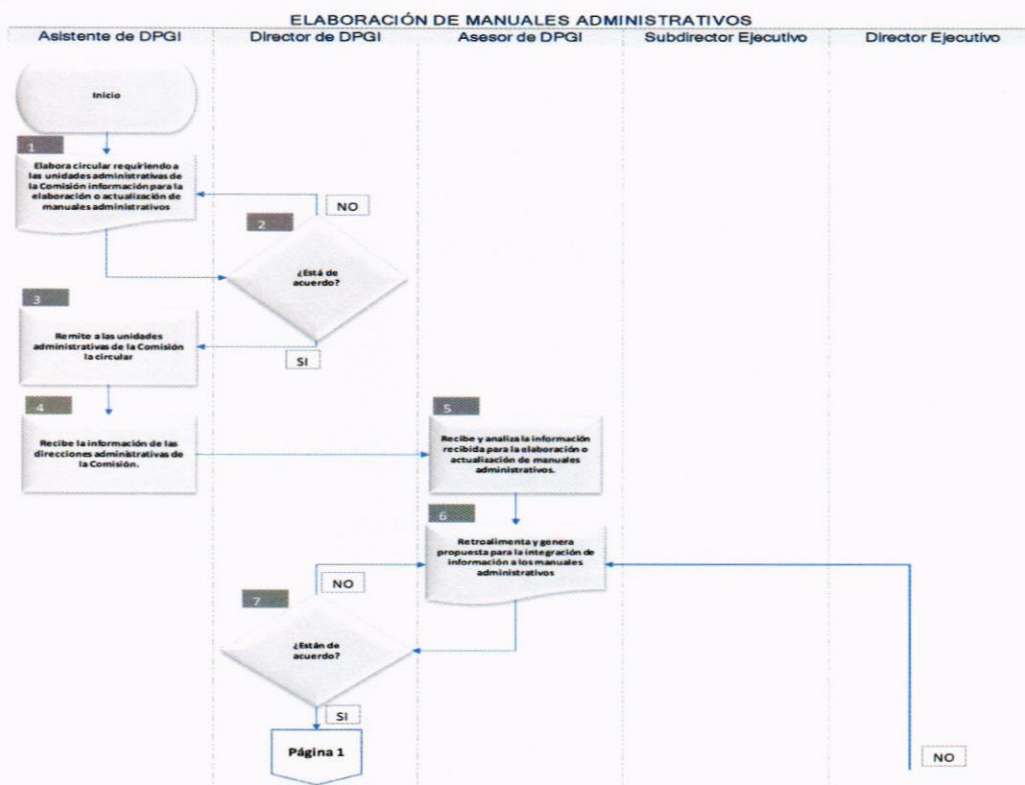 ELABORACIÓN DE MANUALES ADMINISTRATIVOS
Asistente de DPGI
Director de DPGI
Asesor de DPGI
Subdirector Ejecutivo
Director Ejecutivo
Inicio
1
Elabora circular requiriendo a
las unidades administrativas de
la Comisión información para la
elaboración o actualización de
manuales administrativos
NO
2
¿Está de
acuerdo?
SI
3
Remite a las unidades
administrativas de la Comisión
la circular
4
Recibe la información de las
direcciones administrativas de
la Comisión.
5
Recibe y analiza la información
recibida para la elaboración o
actualización de manuales
administrativos.
6
Retroalimenta y genera
propuesta para la integración de
información a los manuales
administrativos
NO
7
¿Están de
acuerdo?
SI
Página 1
NO